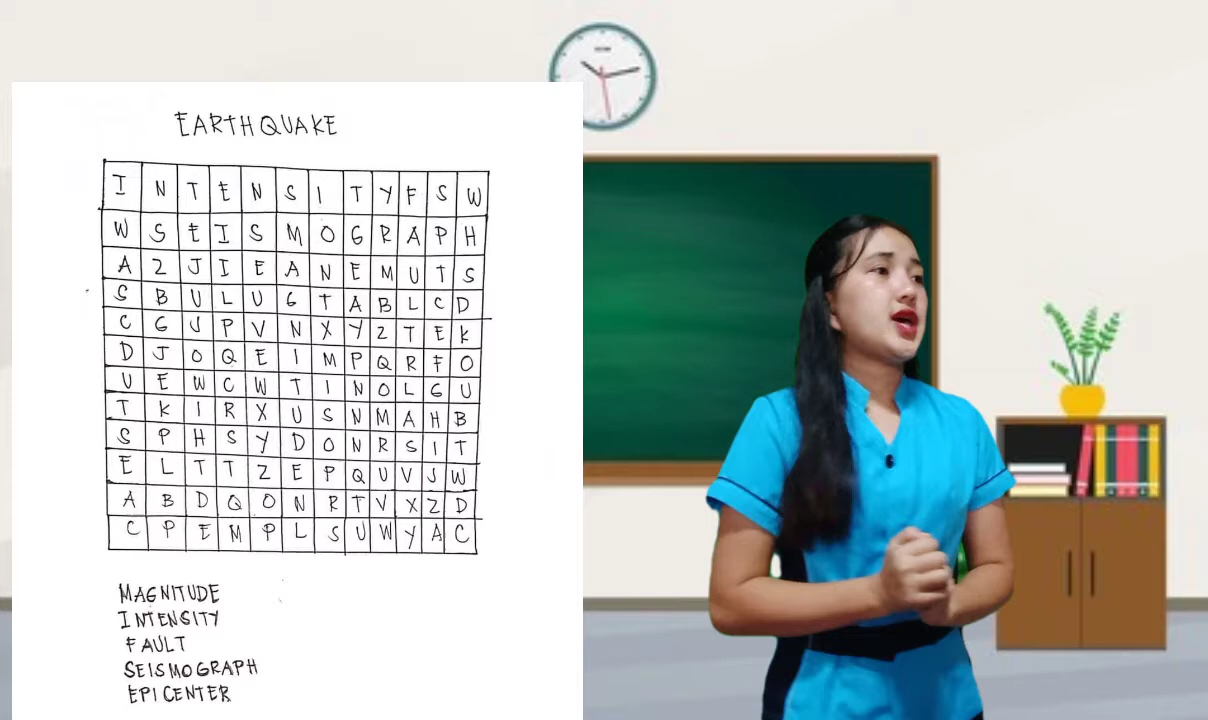 EARTHQUAKE
I N T E N S I T Y F S W
W S E I S M O G R A P H
A Z J I E A N E M U T S
S B U L U G T A B L C D
C G J P V N X Y Z T E K
D J O Q E I M P Q R F O
U E W C W T I N O L G U
T K I R X U S N M A H B
S P H S Y D O N R S I T
E L T T Z E P Q U V J W
A B D Q O N R T V X Z D
C P E M P L S U W Y A C
MAGNITUDE
INTENSITY
FAULT
SEISMOGRAPH
EPICENTER